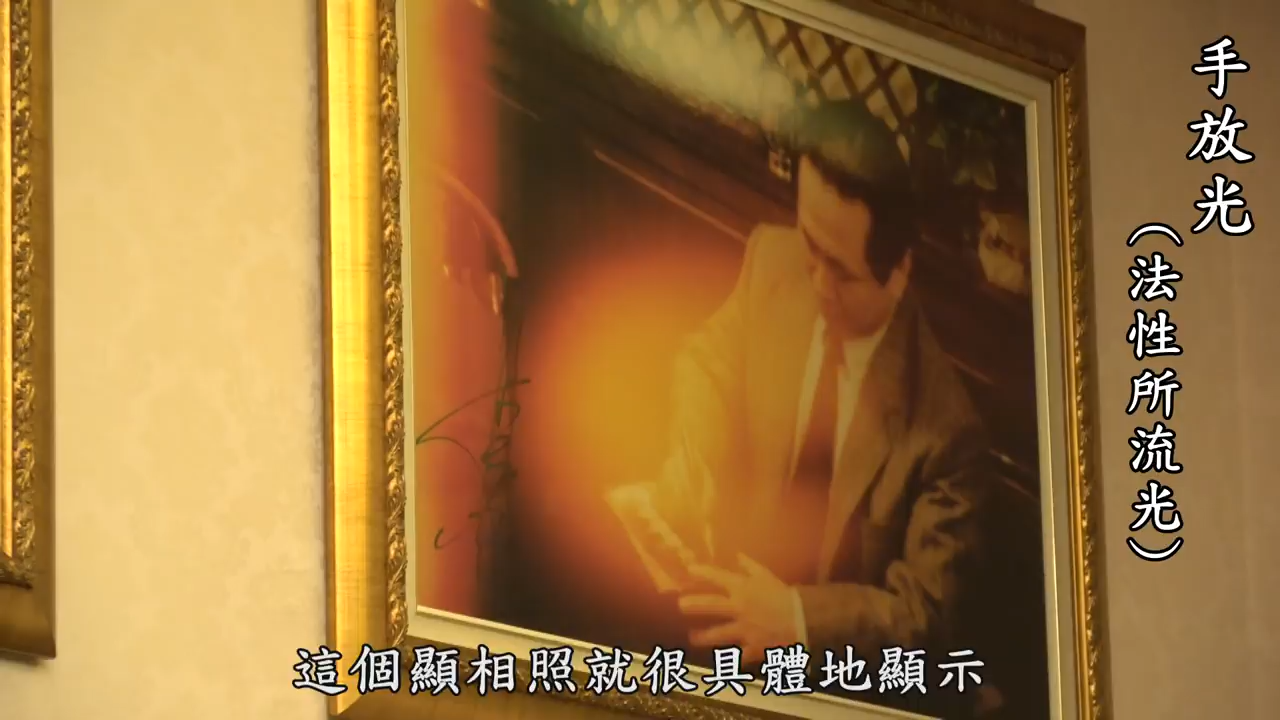 手放光
（法性所流光）
這個顯相照就很具體地顯示